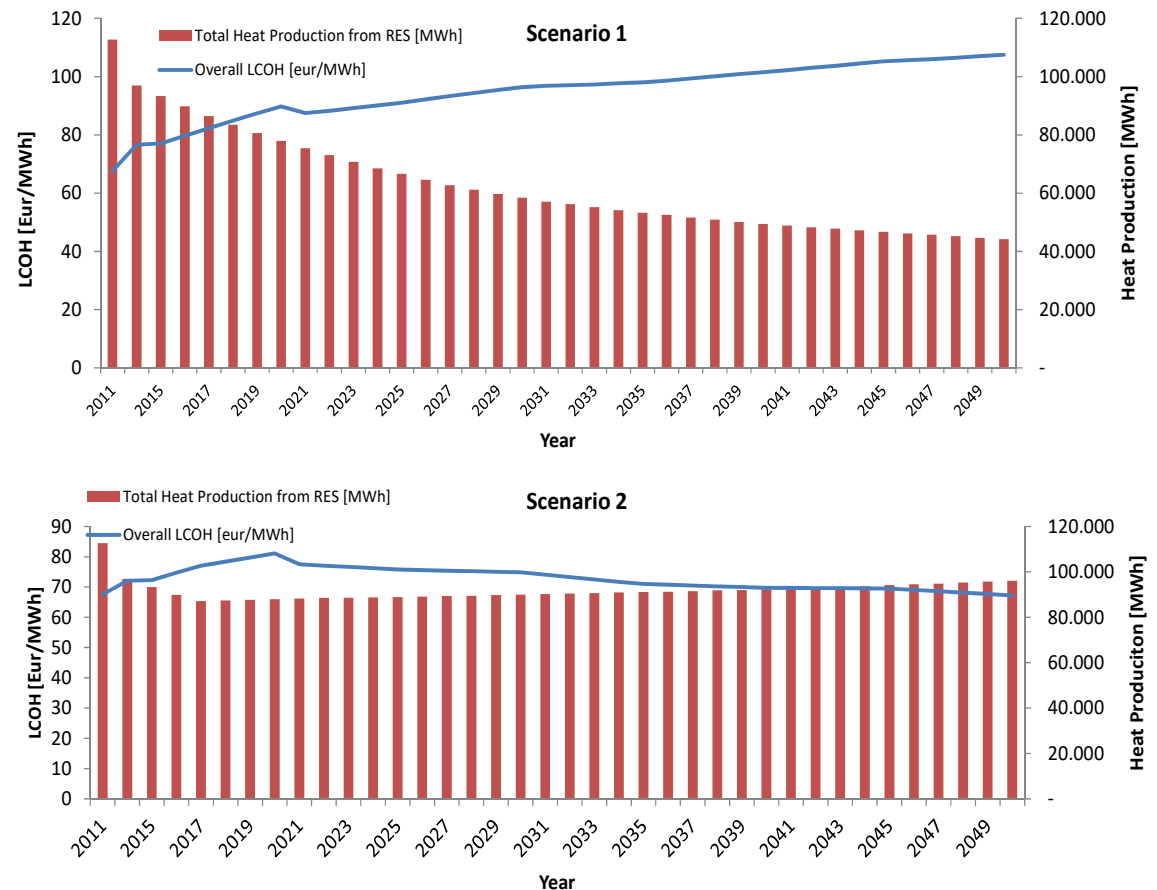 Scenario 1
Total Heat Production from RES [MWh]
Overall LCOH [eur/MWh]
LCOH [Eur/MWh]
120
100
80
60
40
20
0
Heat Production [MWh]
120.000
100.000
80.000
60.000
40.000
20.000
-
2011 2015 2017 2019 2021 2023 2025 2027 2029 2031 2033 2035 2037 2039 2041 2043 2045 2047 2049
Year
Scenario 2
Total Heat Production from RES [MWh]
Overall LCOH [eur/MWh]
LCOH [Eur/MWh]
90
80
70
60
50
40
30
20
10
0
Heat Produciton [MWh]
120.000
100.000
80.000
60.000
40.000
20.000
-
2011 2015 2017 2019 2021 2023 2025 2027 2029 2031 2033 2035 2037 2039 2041 2043 2045 2047 2049
Year